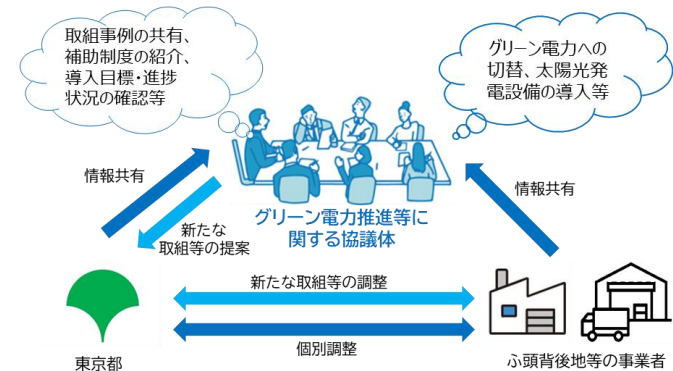 取組事例の共有、
補助制度の紹介、
導入目標・進捗
状況の確認等
グリーン電力への
切替、太陽光発
電設備の導入等
情報共有
情報共有
グリーン電力推進等に
関する協議体
新たな
取組等の提案
新たな取組等の調整
個別調整
東京都
ふ頭背後地等の事業者